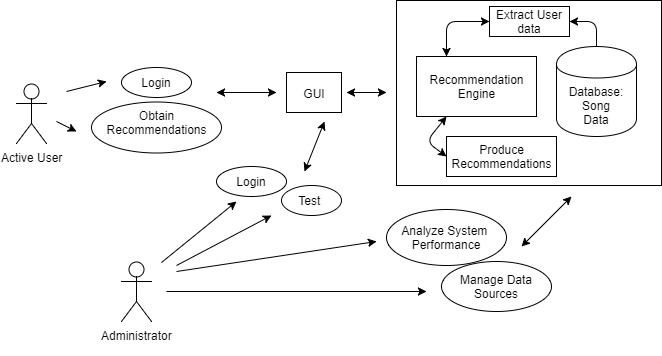 Extract User
data
Login
Obtain
Recommendations
Active User
GUI
Recommendation
Engine
Database:
Song
Data
Produce
Recommendations
Login
Test
Analyze System
Performance
Manage Data
Sources
Administrator